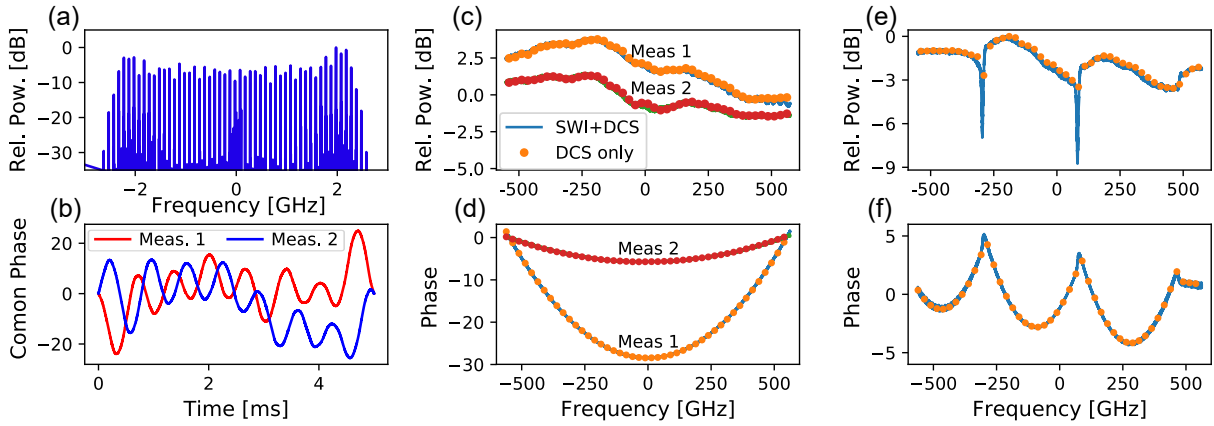 (a)
Rel. Pow. [dB]
0
−10
−20
−30
−2
0
2
Frequency [GHz]
(b)
Comon Phase
20
0
−20
Meas. 1
Meas. 2
0
2
4
Time [ms]
(c)
Rel. Pow. [dB]
2.5
0.0
2.5
5.0
Meas 1
Meas 2
SWI+DCS
DCS only
-500
-250
0
250
500
(d)
Phase
0
−10
−20
−30
Meas 2
Meas 1
−500
−250
0
250
500
Frequency [GHz]
(e)
Rel. Pow. [dB]
0
−3
−6
−9
-500
-250
0
250
500
(f)
Phase
5
0
−5
−500
−250
0
250
500
Frequency [GHz]